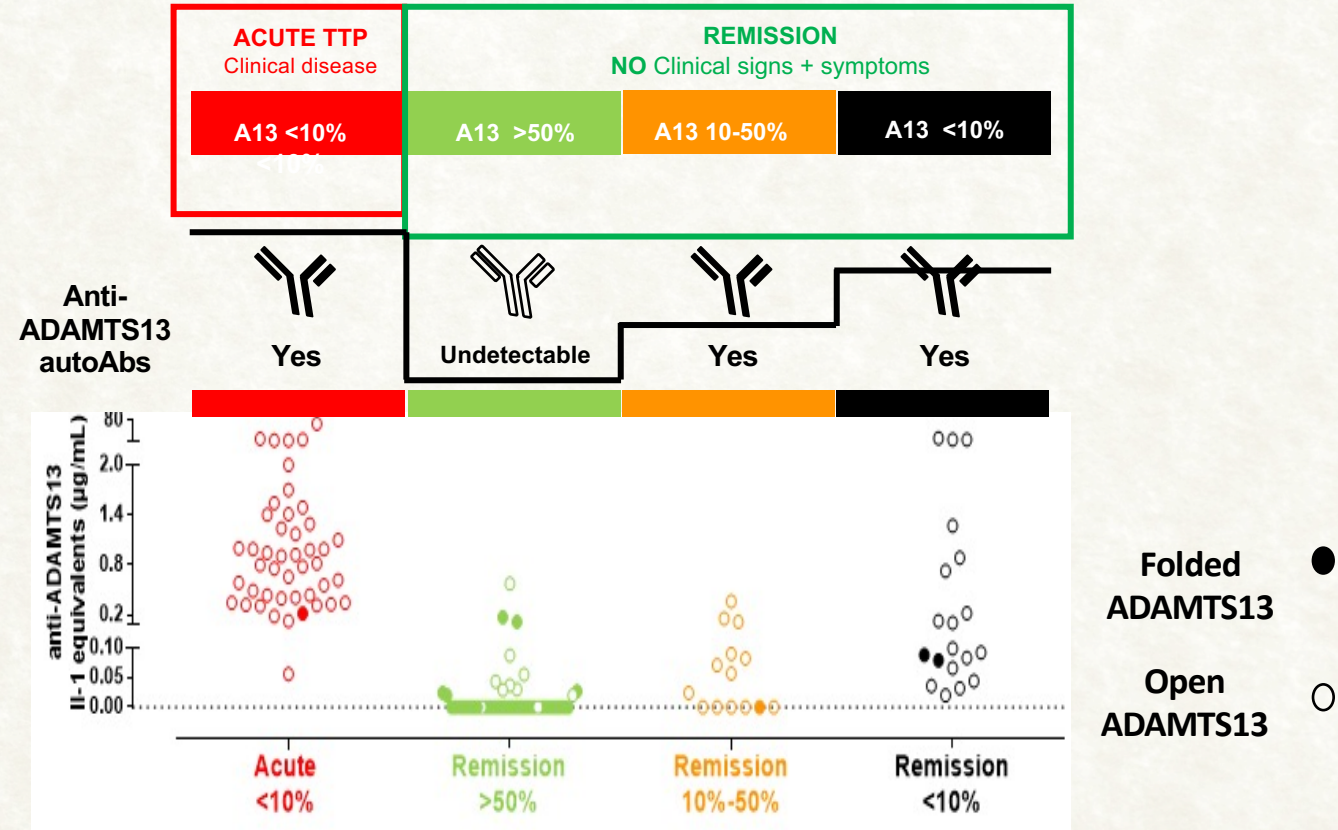 ACUTE TTP
Clinical disease
REMISSION
NO Clinical signs + symptoms
A13 <10%
<10%
A13 >50%
A13 10-50%
A13 <10%
Anti-
ADAMTS13
autoAbs
Yes
Undetectable
Yes
Yes
anti-ADAMTS13
II-1 equivalents (µg/mL)
80
2.0
1.4
0.8
0.2
0.10
0.05
0.00
Acute
<10%
Remission
>50%
Remission
10%-50%
Remission
<10%
Folded
ADAMTS13
Open
ADAMTS13